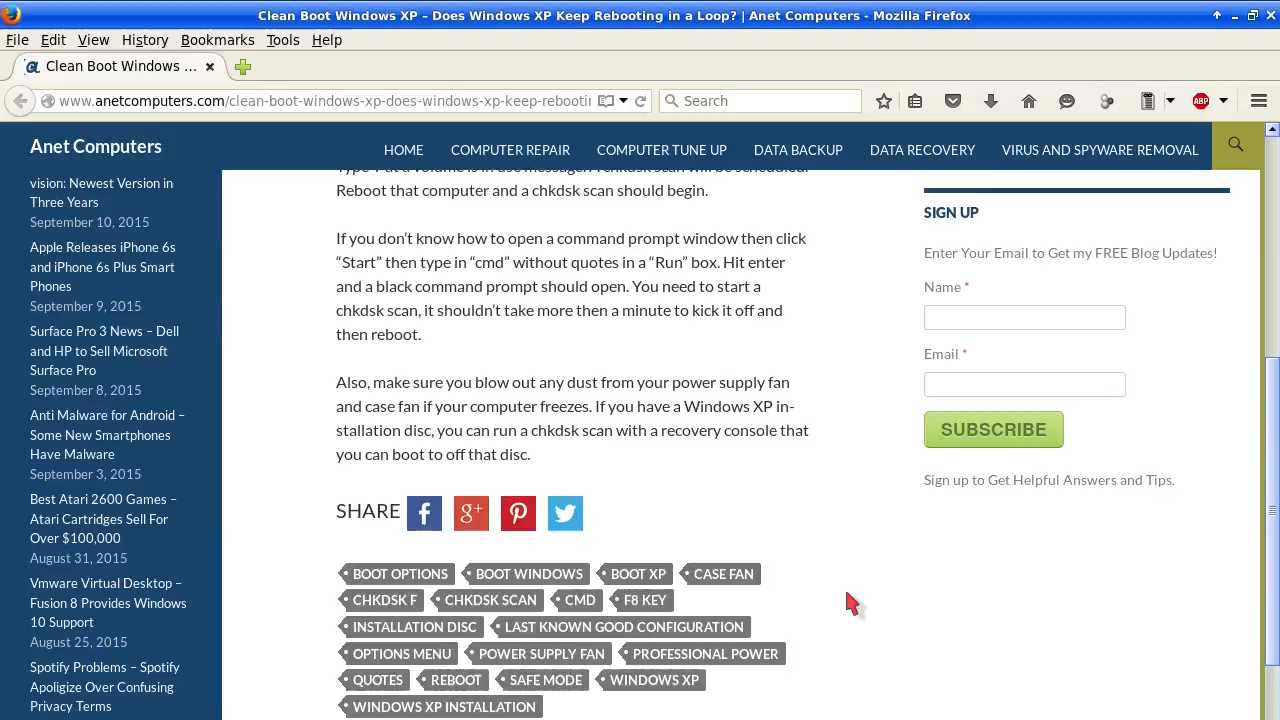 Clean Boot Windows XP – Does Windows XP Keep Rebooting in a Loop? | Anet Computers - Mozilla Firefox
File Edit View History Bookmarks Tools Help
Clean Boot Windows ...
www.anetcomputers.com/clean-boot-windows-xp-does-windows-xp-keep-rebootin
Search
ABP
Anet Computers
HOME COMPUTER REPAIR COMPUTER TUNE UP DATA BACKUP DATA RECOVERY VIRUS AND SPYWARE REMOVAL
vision: Newest Version in
Three Years
September 10, 2015
Apple Releases iPhone 6s
and iPhone 6s Plus Smart
Phones
September 9, 2015
Surface Pro 3 News – Dell
and HP to Sell Microsoft
Surface Pro
September 8, 2015
Anti Malware for Android –
Some New Smartphones
Have Malware
September 3, 2015
Best Atari 2600 Games –
Atari Cartridges Sell For
Over $100,000
August 31, 2015
Vmware Virtual Desktop –
Fusion 8 Provides Windows
10 Support
August 25, 2015
Spotify Problems – Spotify
Apoligize Over Confusing
Privacy Terms
Reboot that computer and a chkdsk scan should begin.
If you don’t know how to open a command prompt window then click
“Start” then type in “cmd” without quotes in a “Run” box. Hit enter
and a black command prompt should open. You need to start a
chkdsk scan, it shouldn’t take more then a minute to kick it off and
then reboot.
Also, make sure you blow out any dust from your power supply fan
and case fan if your computer freezes. If you have a Windows XP in-
stallation disc, you can run a chkdsk scan with a recovery console that
you can boot to off that disc.
SHARE
BOOT OPTIONS BOOT WINDOWS BOOT XP CASE FAN
CHKDSK F CHKDSK SCAN CMD F8 KEY
INSTALLATION DISC LAST KNOWN GOOD CONFIGURATION
OPTIONS MENU POWER SUPPLY FAN PROFESSIONAL POWER
QUOTES REBOOT SAFE MODE WINDOWS XP
WINDOWS XP INSTALLATION
SIGN UP
Enter Your Email to Get my FREE Blog Updates!
Name *
Email *
SUBSCRIBE
Sign up to Get Helpful Answers and Tips.